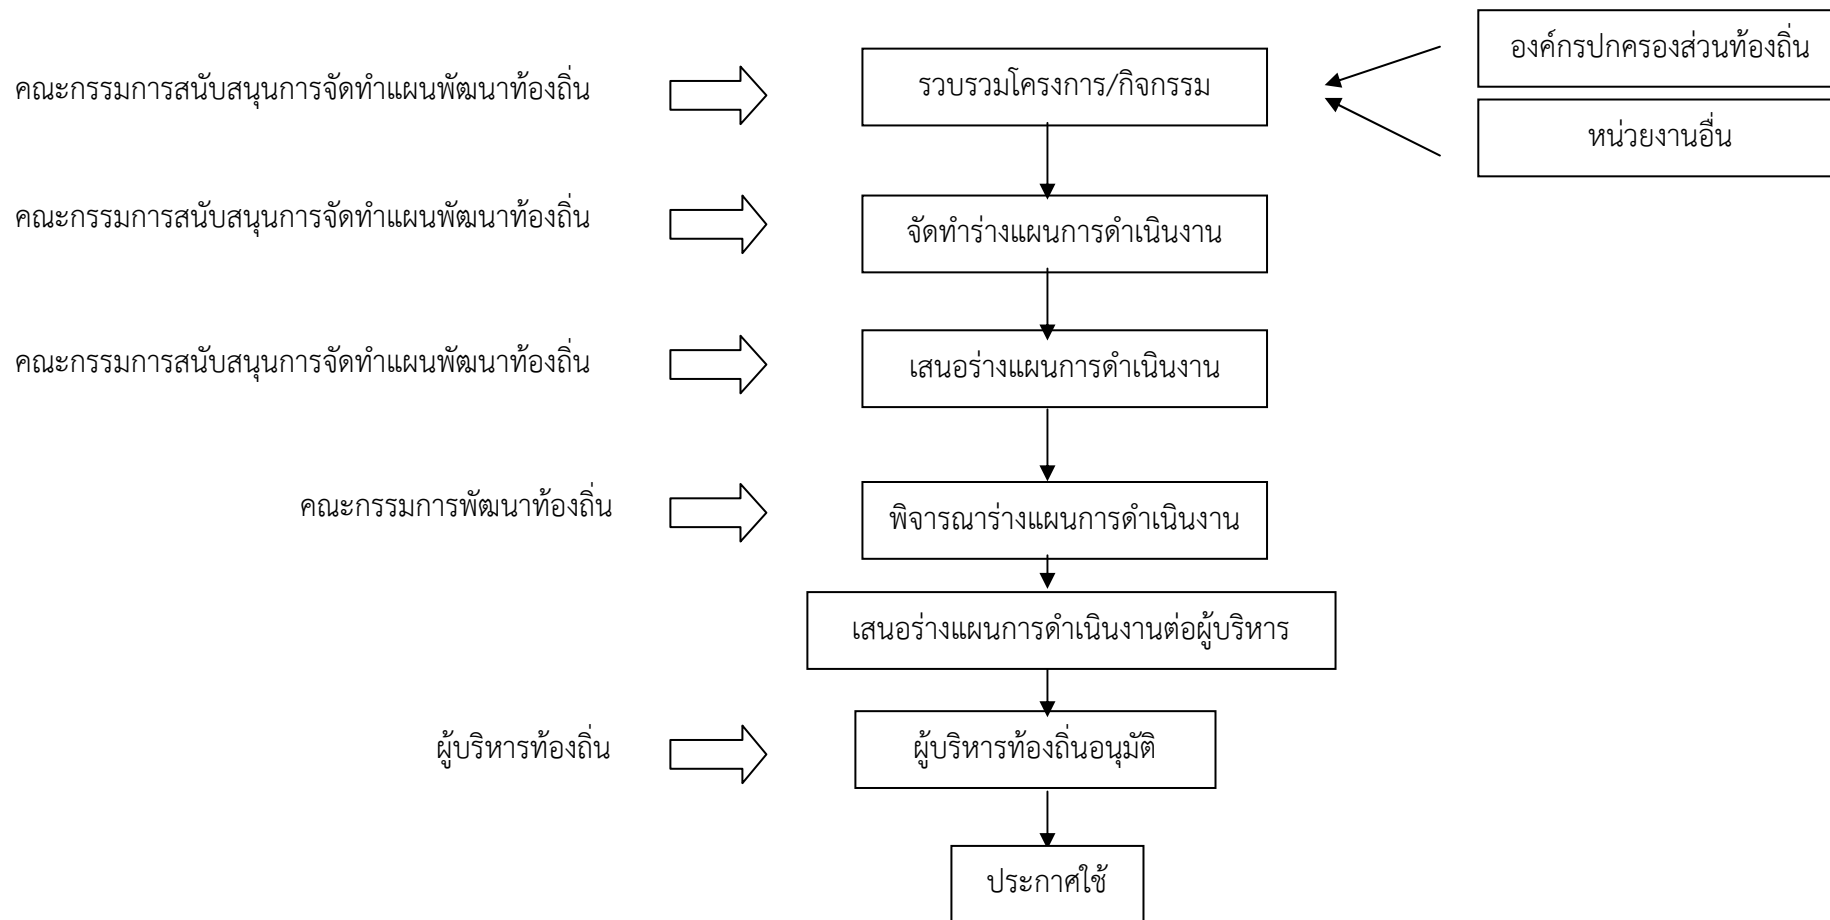 องค์กรปกครองส่วนท้องถิ่น
คณะกรรมการสนับสนุนการจัดทำแผนพัฒนาท้องถิ่น
รวบรวมโครงการ/กิจกรรม
หน่วยงานอื่น
คณะกรรมการสนับสนุนการจัดทำแผนพัฒนาท้องถิ่น
จัดทำร่างแผนการดำเนินงาน
คณะกรรมการสนับสนุนการจัดทำแผนพัฒนาท้องถิ่น
เสนอร่างแผนการดำเนินงาน
คณะกรรมการพัฒนาท้องถิ่น
พิจารณาร่างแผนการดำเนินงาน
เสนอร่างแผนการดำเนินงานต่อผู้บริหาร
ผู้บริหารท้องถิ่น
ผู้บริหารท้องถิ่นอนุมัติ
ประกาศใช้